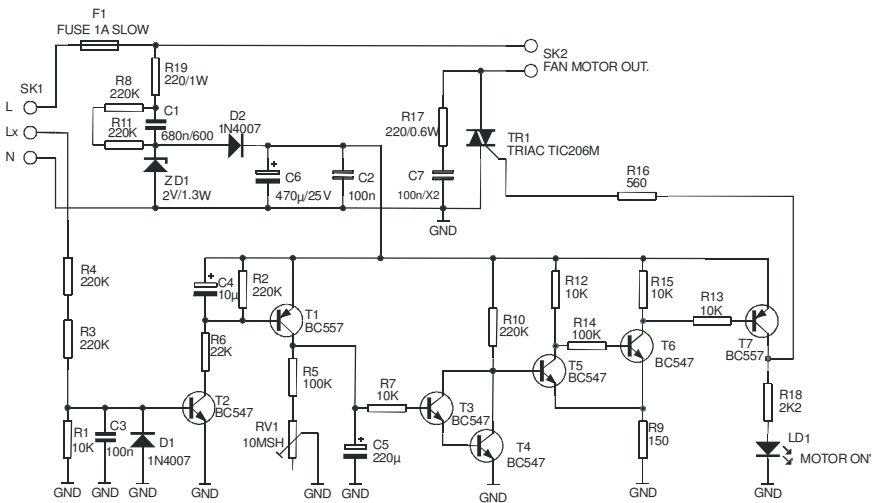 F1
FUSE 1A SLOW
SK1
L
Lx
N
R19
220/1W
R8
220K
R11
220K
C1
680n/600
D2
1N4007
ZD1
2V/1.3W
C6
470µ/25V
C2
100n
R17
220/0.6W
C7
100n/X2
GND
SK2
FAN MOTOR OUT.
TR1
TRIAC TIC206M
R16
560
R4
220K
R3
220K
C4
10µ
R2
220K
T1
BC557
R6
22K
R5
100K
T2
BC547
R1
10K
C3
100n
D1
1N4007
RV1
10MSH
C5
220µ
R7
10K
T3
BC547
T4
BC547
R10
220K
R12
10K
R14
100K
T5
BC547
R15
10K
T6
BC547
R13
10K
T7
BC557
R9
150
R18
2K2
LD1
MOTOR ON'
GND
GND
GND
GND
GND
GND
GND
GND
GND